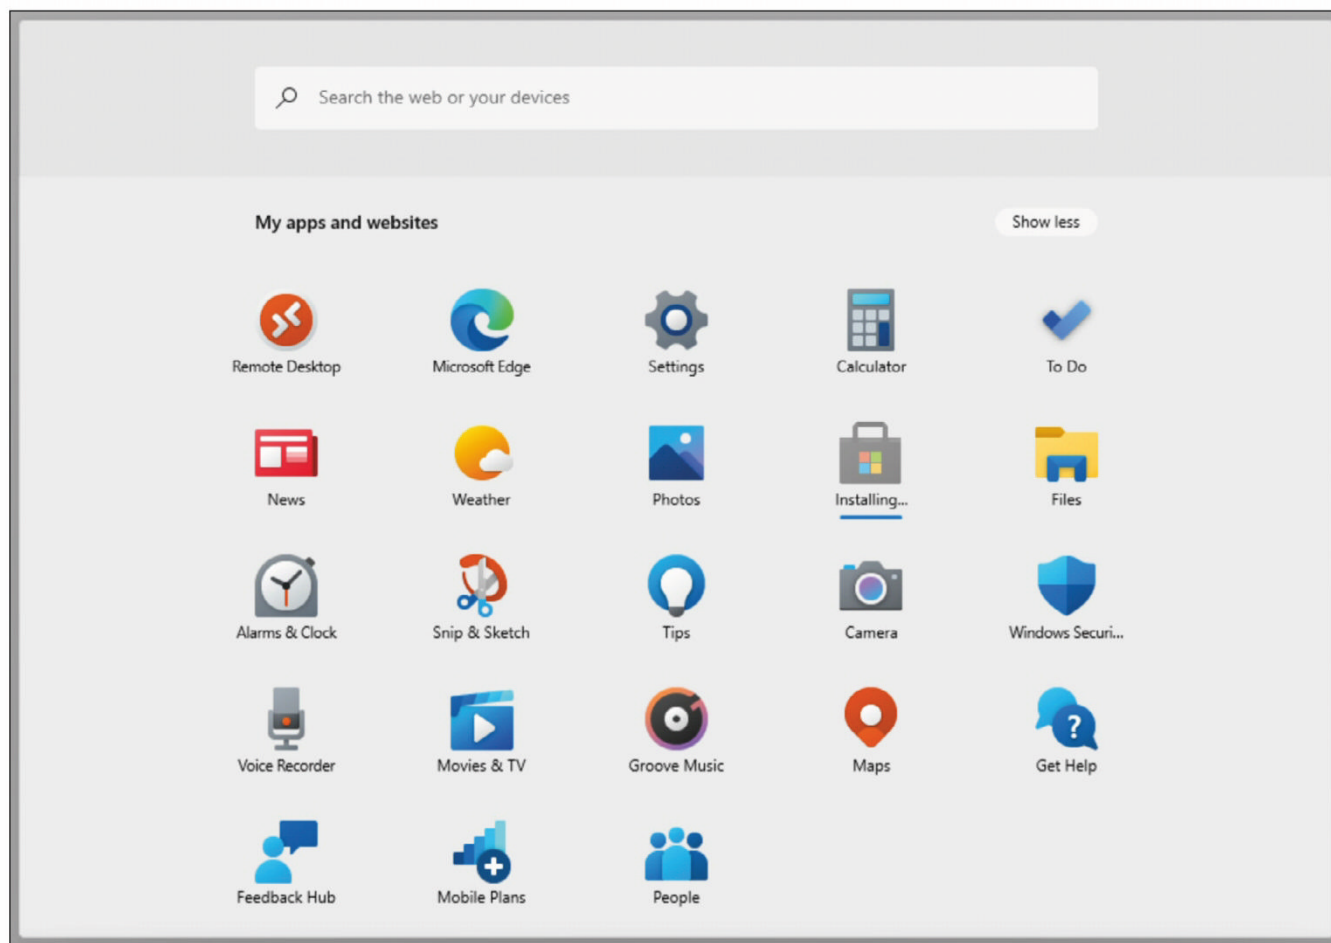 Search the web or your devices
My apps and websites
Show less
Remote Desktop
Microsoft Edge
Settings
Calculator
To Do
News
Weather
Photos
Installing...
Files
Alarms & Clock
Snip & Sketch
Tips
Camera
Windows Securi...
Voice Recorder
Movies & TV
Groove Music
Maps
Get Help
Feedback Hub
Mobile Plans
People